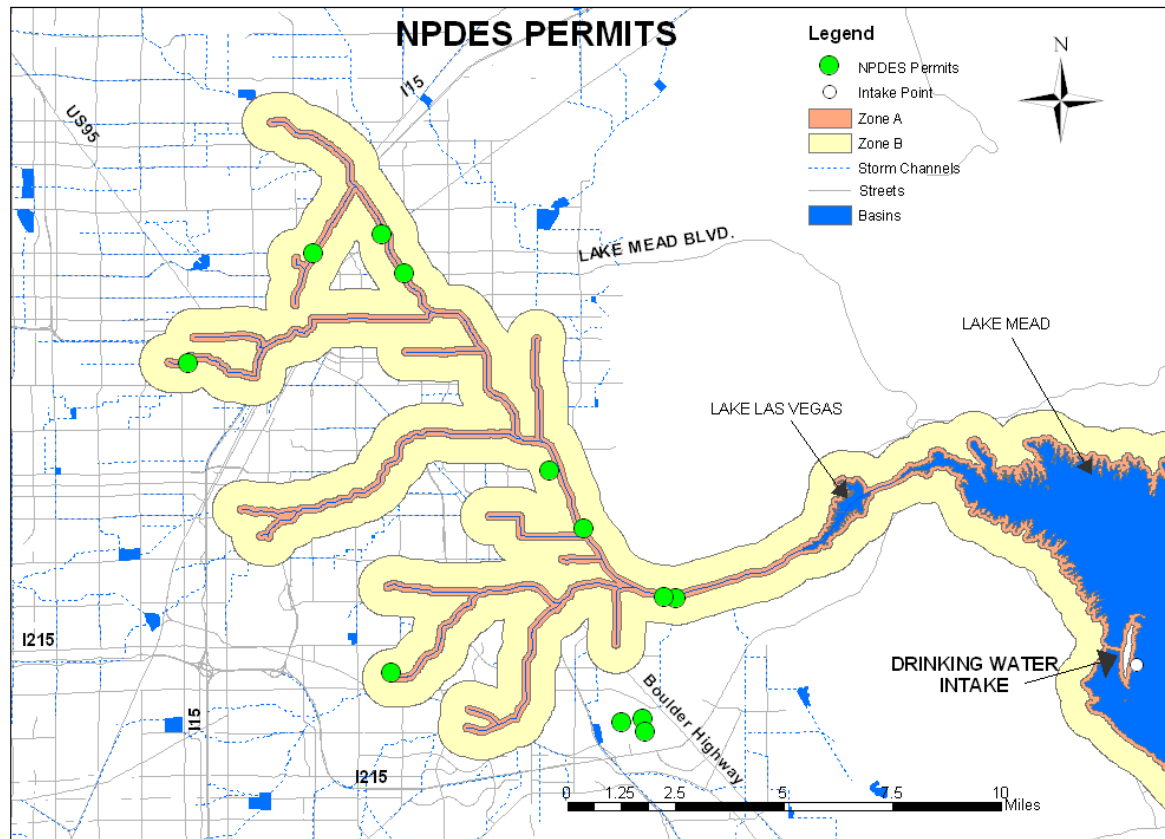 NPDES PERMITS
Legend
NPDES Permits
Intake Point
Zone A
Zone B
Storm Channels
Streets
Basins
N
I15
US95
LAKE MEAD BLVD.
LAKE MEAD
LAKE LAS VEGAS
I215
DRINKING WATER
INTAKE
Boulder Highway
I15
I215
0 1.25 2.5 5 7.5 10
Miles